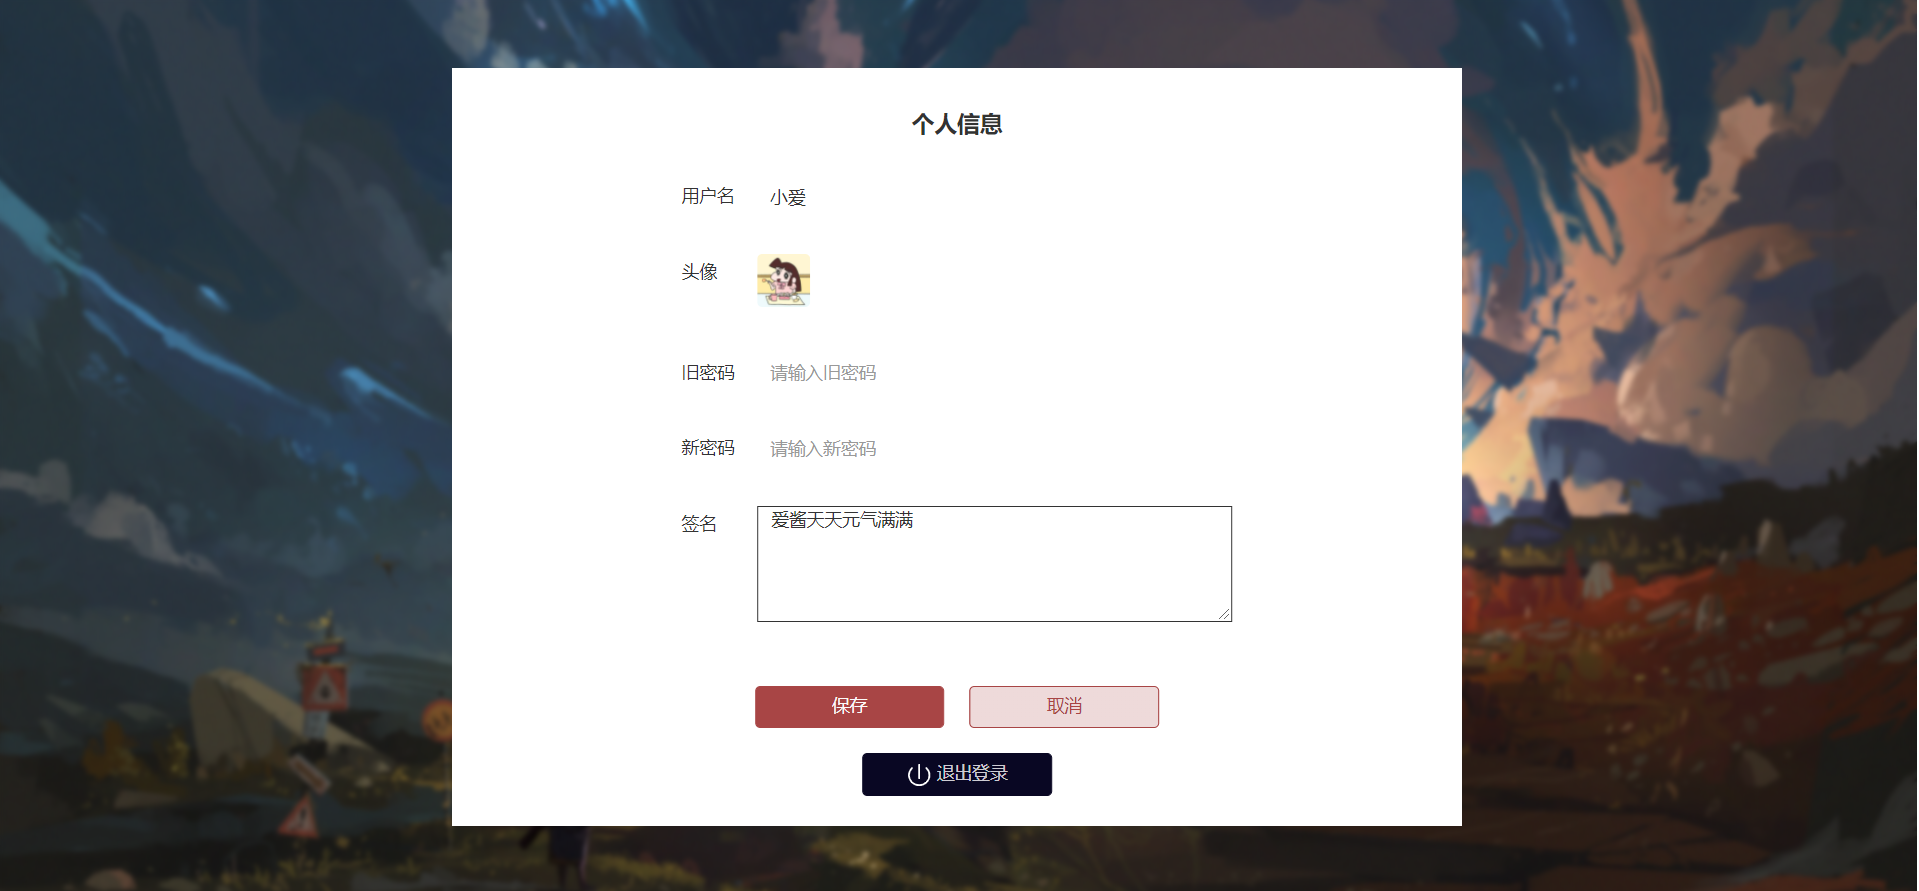 个人信息
用户名 小爱
头像
旧密码 请输入旧密码
新密码 请输入新密码
签名 爱酱天天元气满满
保存 取消
退出登录